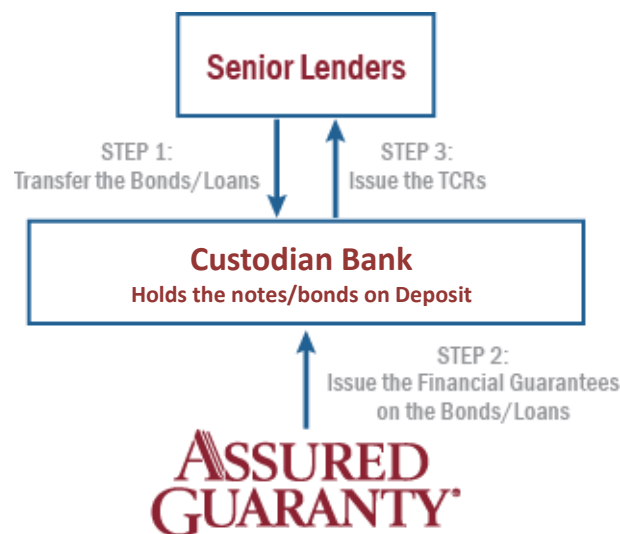 Senior Lenders
STEP 1:
Transfer the Bonds/Loans
STEP 3:
Issue the TCRs
Custodian Bank
Holds the notes/bonds on Deposit
STEP 2:
Issue the Financial Guarantees
on the Bonds/Loans
ASSURED
GUARANTY®